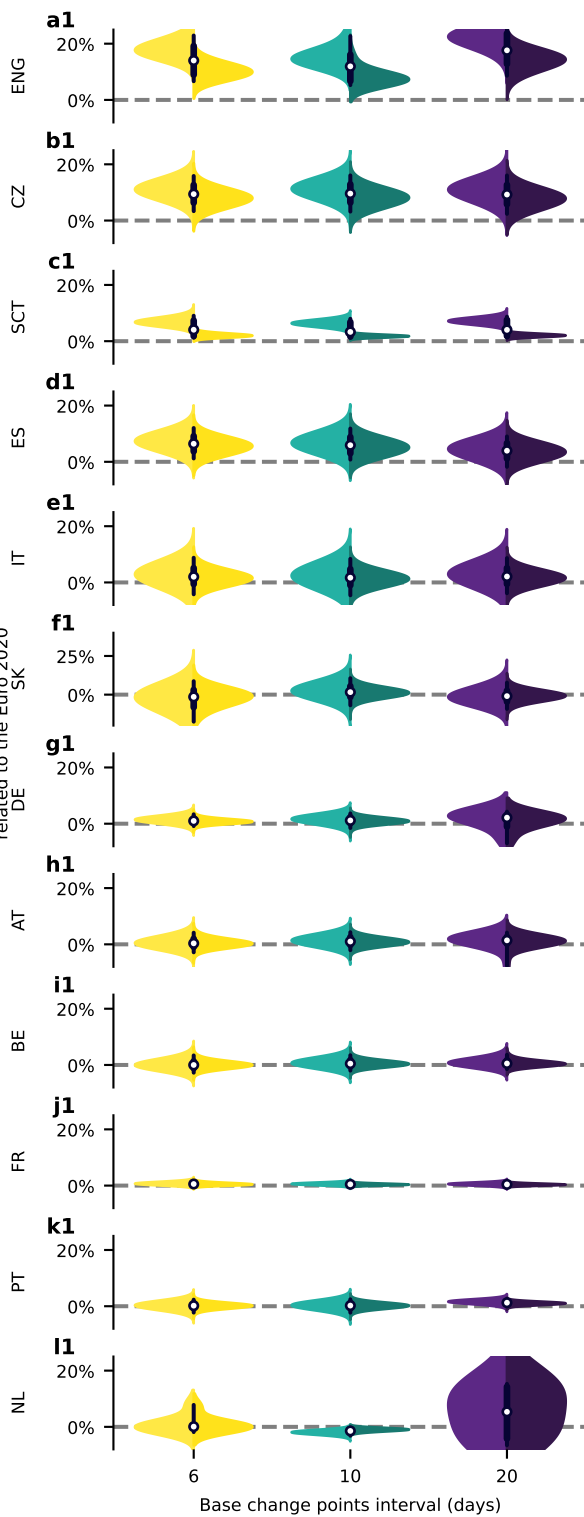 a1
20%
0%
ENG
b1
20%
0%
CZ
c1
20%
0%
SCT
d1
20%
0%
ES
e1
20%
0%
IT
f1
25%
0%
SK
related to the Euro 2020
g1
20%
0%
DE
h1
20%
0%
AT
i1
20%
0%
BE
j1
20%
0%
FR
k1
20%
0%
PT
l1
20%
0%
NL
6 10 20
Base change points interval (days)